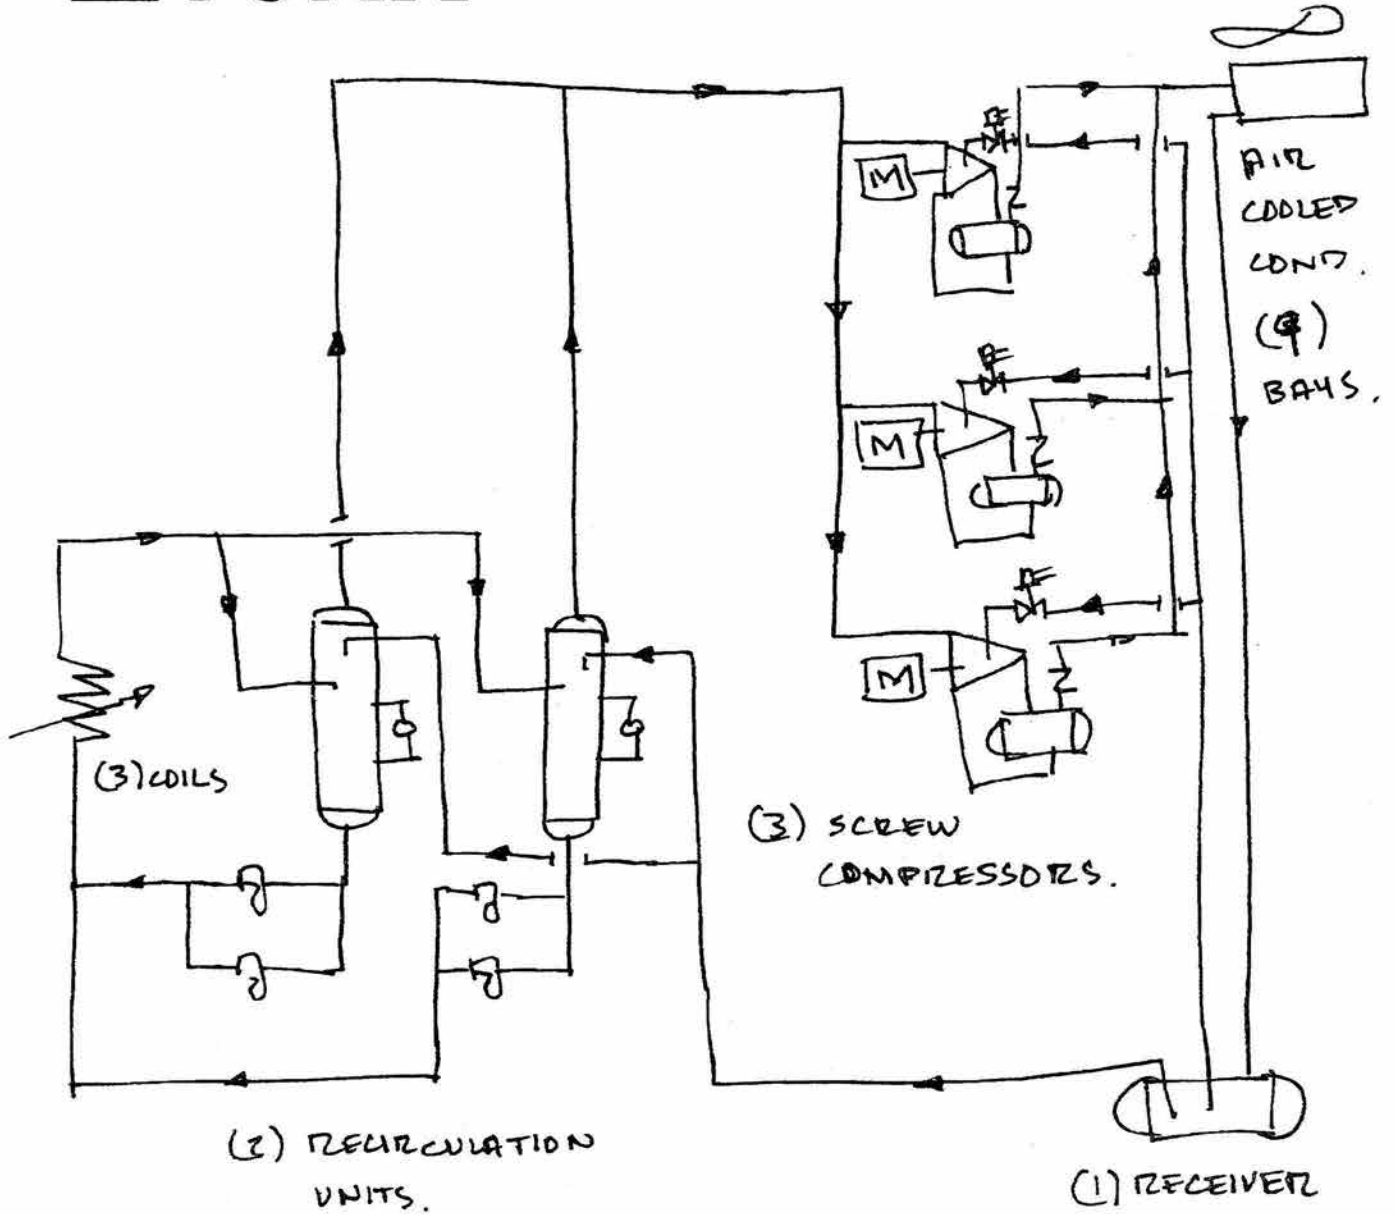 M
AIR
COOLED
COND.
BAYS.
M
M
(3) COILS
(3) SCREW
COMPRESSORS.
(2) RECIRCULATION
UNITS.
(1) RECEIVER